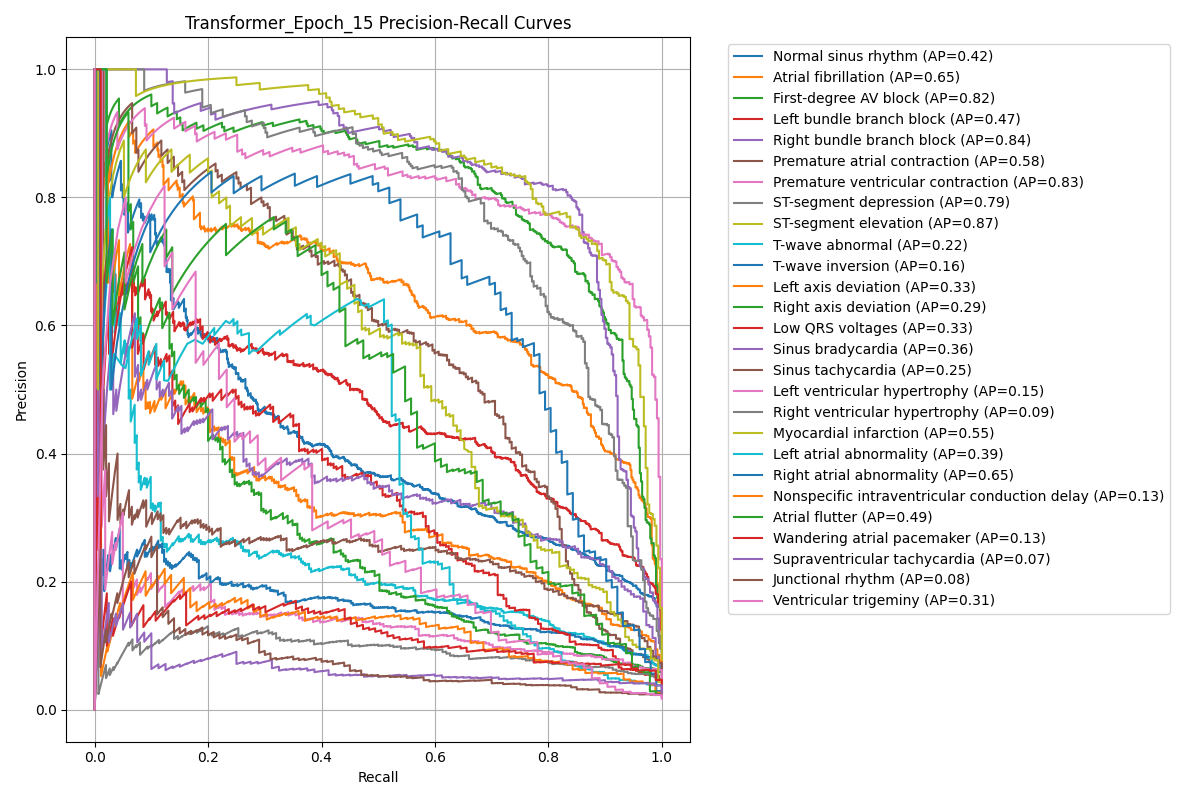 Transformer_Epoch_15 Precision-Recall Curves
1.0
0.8
0.6
0.4
0.2
0.0
Precision
0.0 0.2 0.4 0.6 0.8 1.0
Recall
Normal sinus rhythm (AP=0.42)
Atrial fibrillation (AP=0.65)
First-degree AV block (AP=0.82)
Left bundle branch block (AP=0.47)
Right bundle branch block (AP=0.84)
Premature atrial contraction (AP=0.58)
Premature ventricular contraction (AP=0.83)
ST-segment depression (AP=0.79)
ST-segment elevation (AP=0.87)
T-wave abnormal (AP=0.22)
T-wave inversion (AP=0.16)
Left axis deviation (AP=0.33)
Right axis deviation (AP=0.29)
Low QRS voltages (AP=0.33)
Sinus bradycardia (AP=0.36)
Sinus tachycardia (AP=0.25)
Left ventricular hypertrophy (AP=0.15)
Right ventricular hypertrophy (AP=0.09)
Myocardial infarction (AP=0.55)
Left atrial abnormality (AP=0.39)
Right atrial abnormality (AP=0.65)
Nonspecific intraventricular conduction delay (AP=0.13)
Atrial flutter (AP=0.49)
Wandering atrial pacemaker (AP=0.13)
Supraventricular tachycardia (AP=0.07)
Junctional rhythm (AP=0.08)
Ventricular trigeminy (AP=0.31)